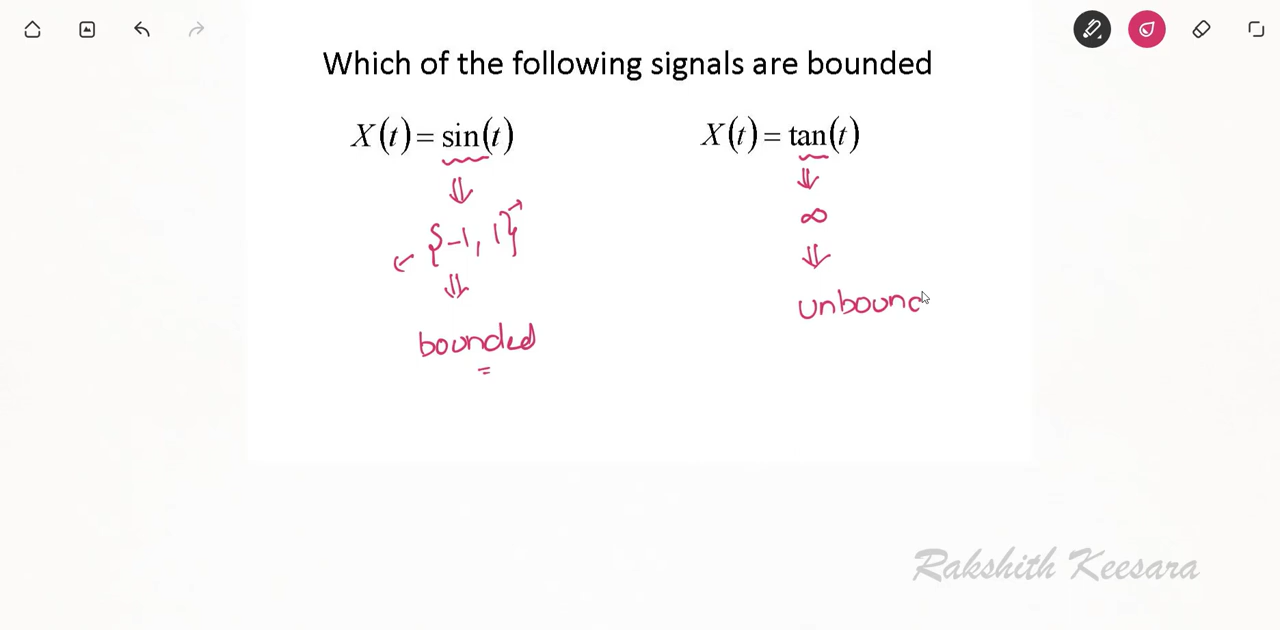 Which of the following signals are bounded
X(t) = sin(t)
⇓
{-1, 1}
⇓
bounded
X(t) = tan(t)
⇓
∞
⇓
unbounc
Rakshith Keesara